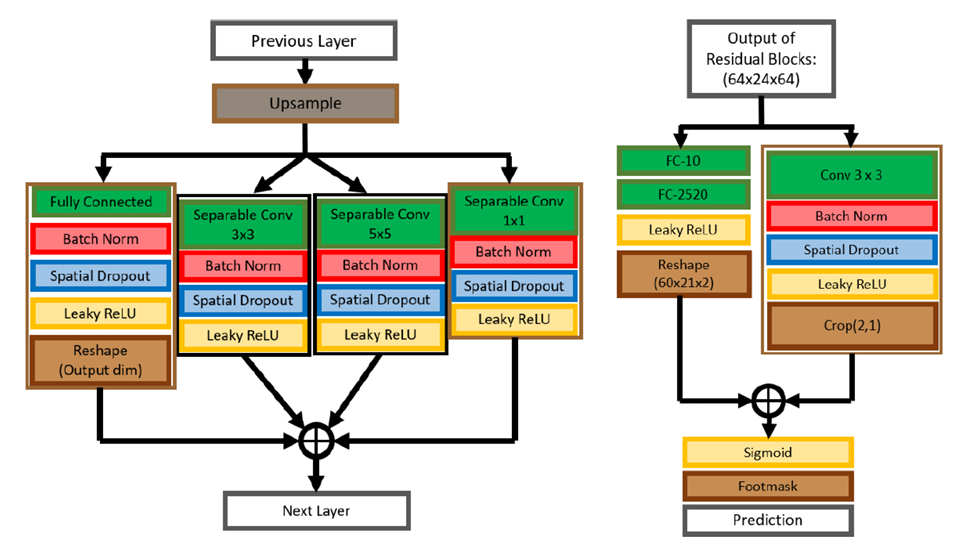 Previous Layer
Upsample
Fully Connected
Batch Norm
Spatial Dropout
Leaky ReLU
Reshape
(Output dim)
Separable Conv
3x3
Batch Norm
Spatial Dropout
Leaky ReLU
Separable Conv
5x5
Batch Norm
Spatial Dropout
Leaky ReLU
Separable Conv
1x1
Batch Norm
Spatial Dropout
Leaky ReLU
Next Layer
Output of
Residual Blocks:
(64x24x64)
FC-10
FC-2520
Leaky ReLU
Reshape
(60x21x2)
Conv 3 x 3
Batch Norm
Spatial Dropout
Leaky ReLU
Crop(2,1)
Sigmoid
Footmask
Prediction